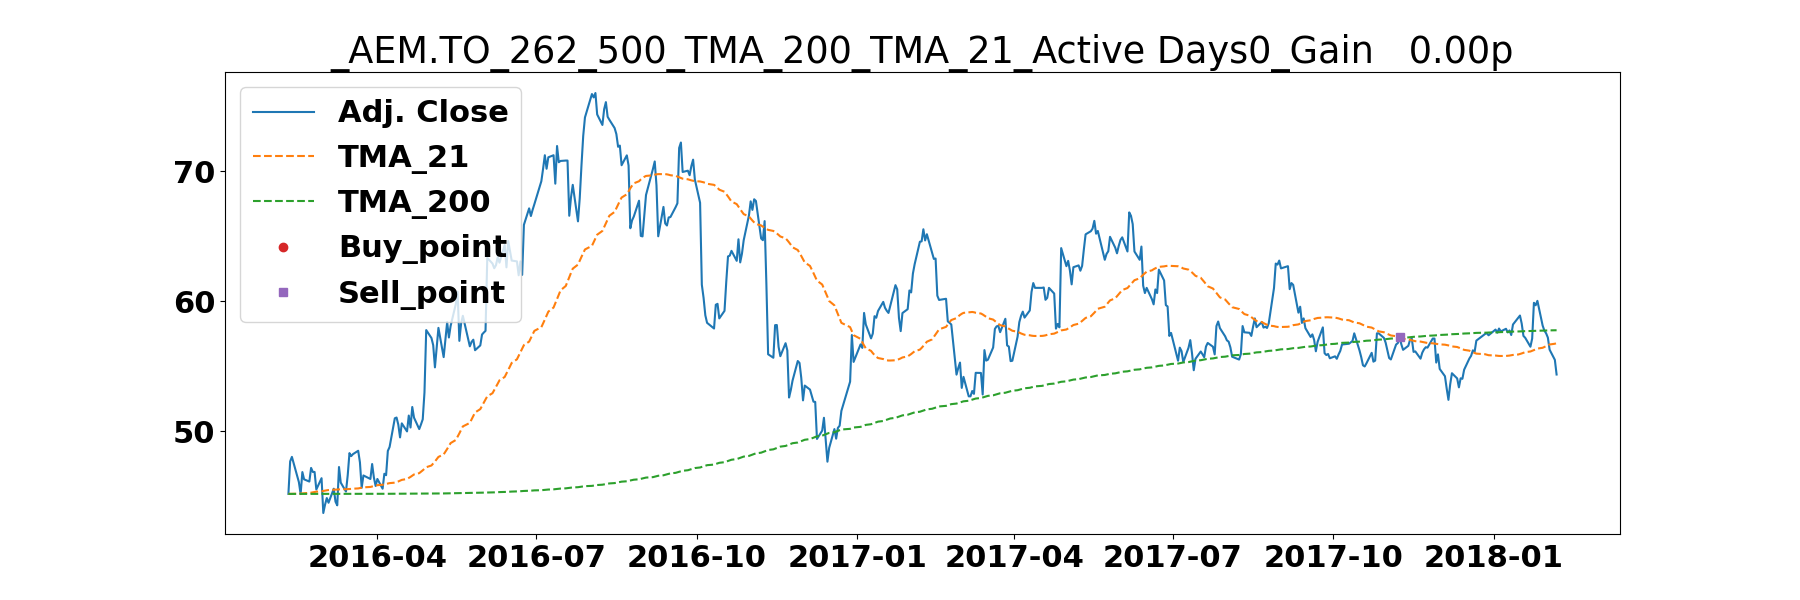 _AEM.TO_262_500_TMA_200_TMA_21_Active Days0_Gain   0.00p
Adj. Close
TMA_21
TMA_200
Buy_point
Sell_point
70
60
50
2016-04 2016-07 2016-10 2017-01 2017-04 2017-07 2017-10 2018-01